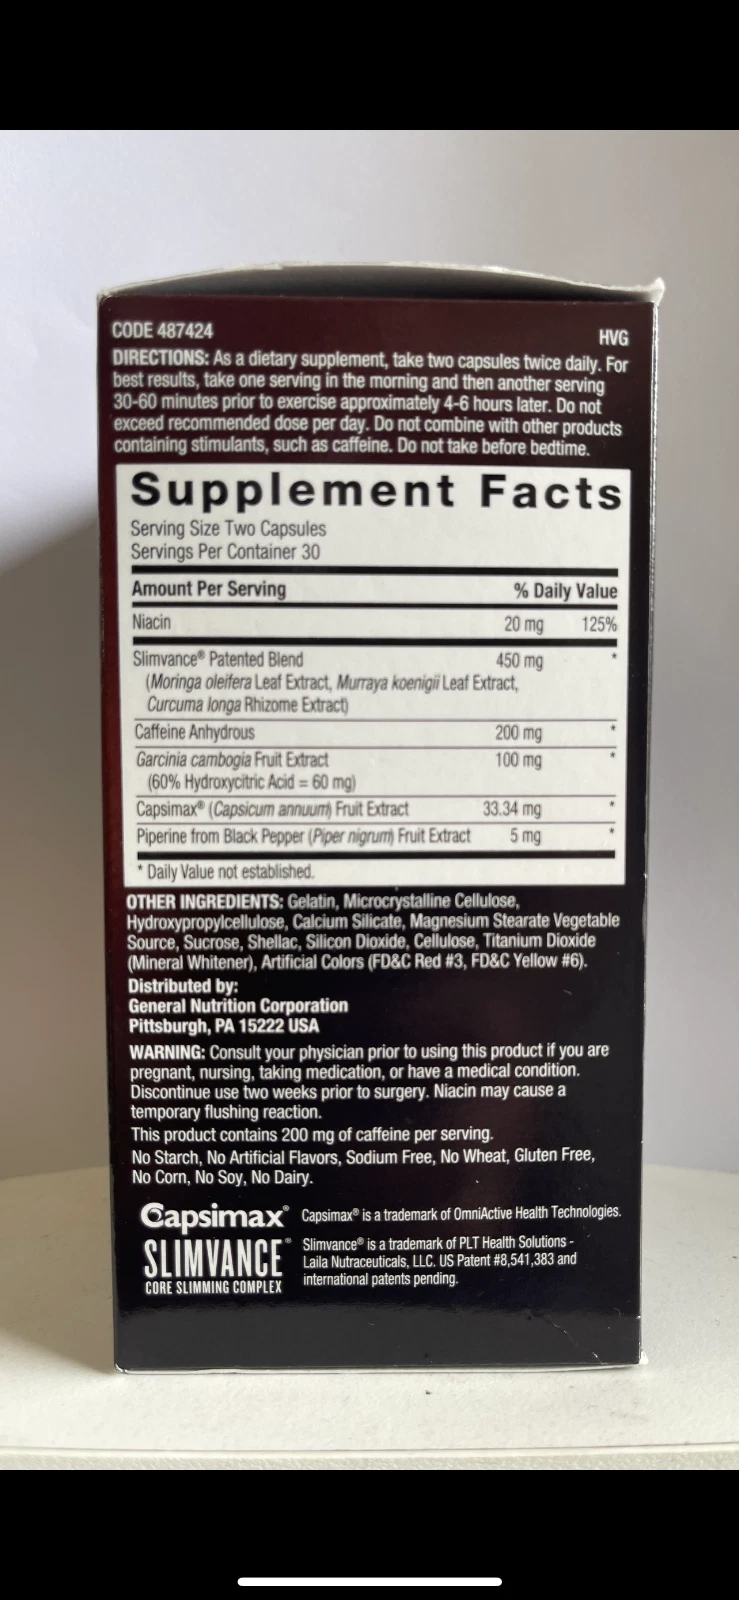 CODE 487424
HVG
DIRECTIONS: As a dietary supplement, take two capsules twice daily. For
best results, take one serving in the morning and then another serving
30-60 minutes prior to exercise approximately 4-6 hours later. Do not
exceed recommended dose per day. Do not combine with other products
containing stimulants, such as caffeine. Do not take before bedtime.
Supplement Facts
Serving Size Two Capsules
Servings Per Container 30
Amount Per Serving % Daily Value
Niacin 20 mg 125%
Slimvance® Patented Blend 450 mg *
(Moringa oleifera Leaf Extract, Murraya koenigii Leaf Extract,
Curcuma longa Rhizome Extract)
Caffeine Anhydrous 200 mg *
Garcinia cambogia Fruit Extract 100 mg *
(60% Hydroxycitric Acid = 60 mg)
Capsimax® (Capsicum annuum) Fruit Extract 33.34 mg *
Piperine from Black Pepper (Piper nigrum) Fruit Extract 5 mg *
* Daily Value not established.
OTHER INGREDIENTS: Gelatin, Microcrystalline Cellulose,
Hydroxypropylcellulose, Calcium Silicate, Magnesium Stearate Vegetable
Source, Sucrose, Shellac, Silicon Dioxide, Cellulose, Titanium Dioxide
(Mineral Whitener), Artificial Colors (FD&C Red #3, FD&C Yellow #6).
Distributed by:
General Nutrition Corporation
Pittsburgh, PA 15222 USA
WARNING: Consult your physician prior to using this product if you are
pregnant, nursing, taking medication, or have a medical condition.
Discontinue use two weeks prior to surgery. Niacin may cause a
temporary flushing reaction.
This product contains 200 mg of caffeine per serving.
No Starch, No Artificial Flavors, Sodium Free, No Wheat, Gluten Free,
No Corn, No Soy, No Dairy.
Capsimax® Capsimax® is a trademark of OmniActive Health Technologies.
SLIMVANCE®
CORE SLIMMING COMPLEX
Slimvance® is a trademark of PLT Health Solutions -
Laila Nutraceuticals, LLC. US Patent #8,541,383 and
international patents pending.